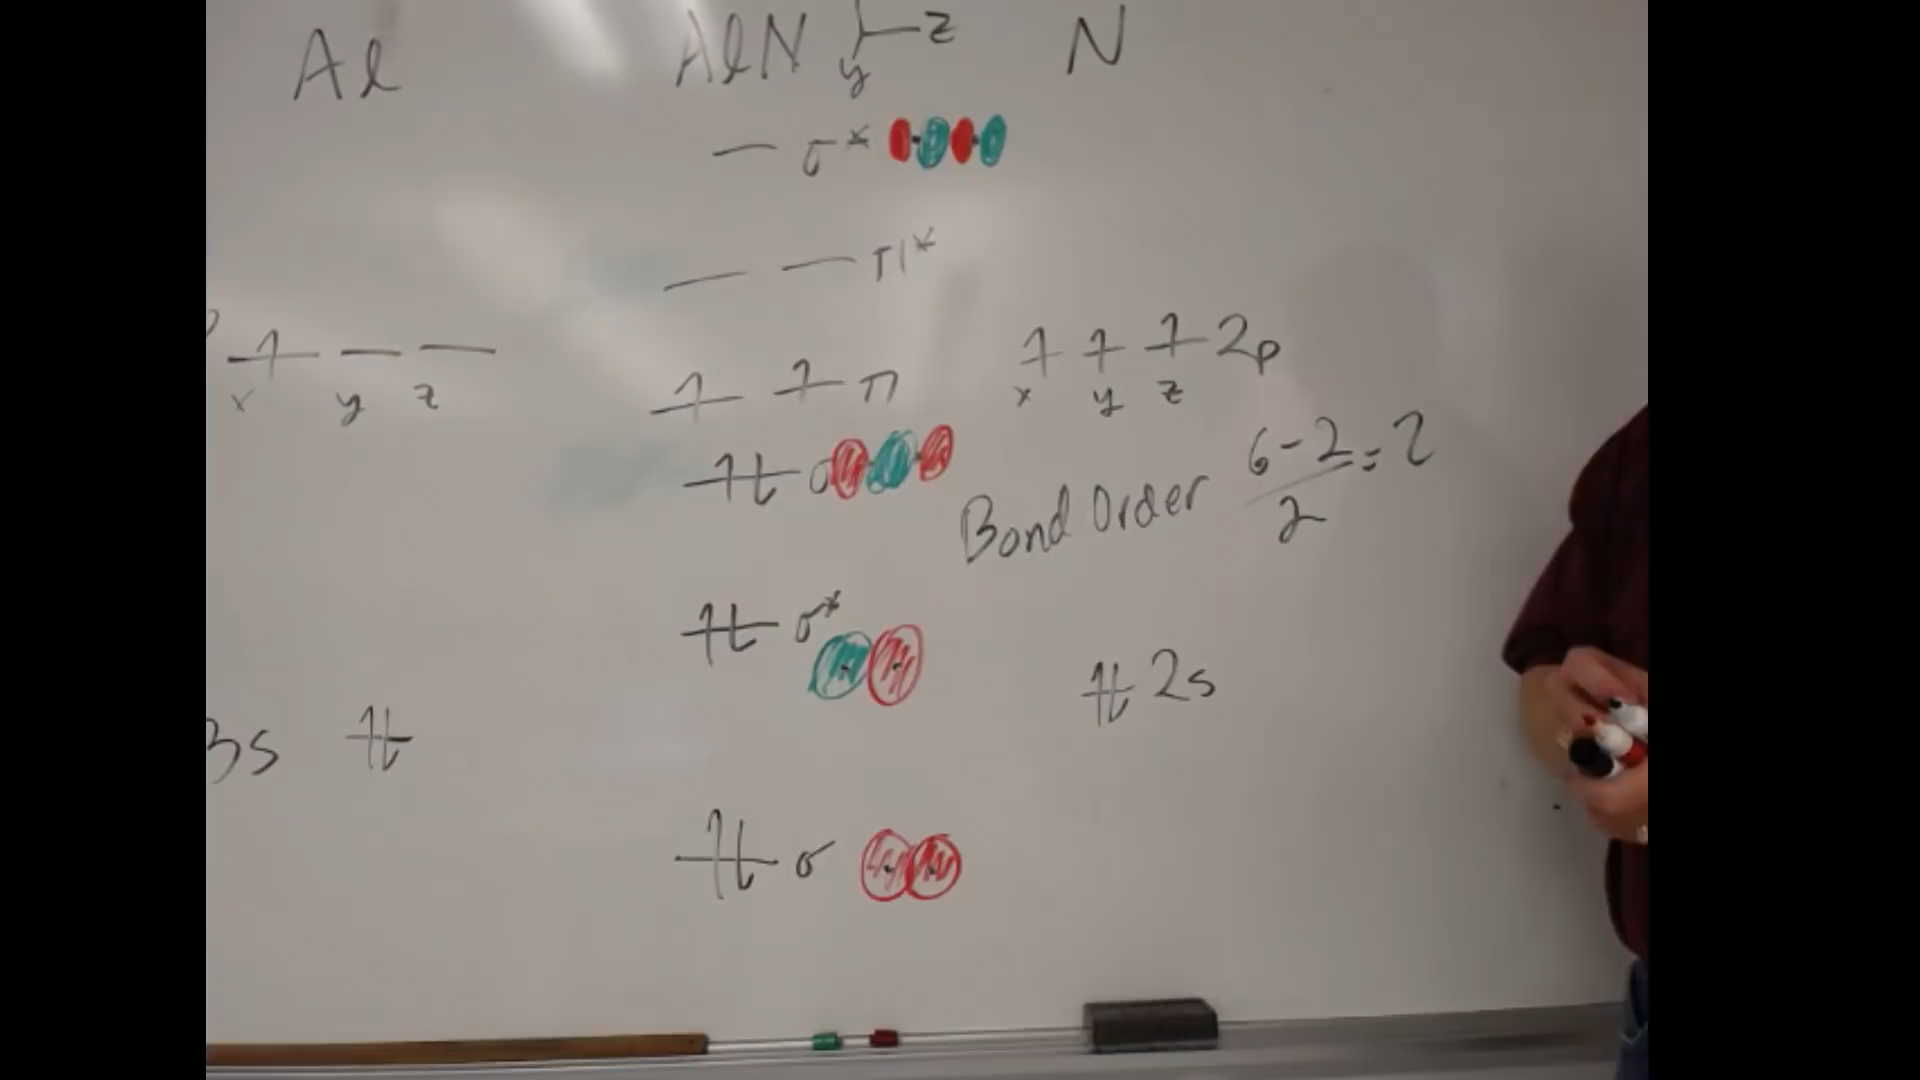 Al AlN y z N
σ*
π*
π 2p
x y z x y z
σ
Bond Order 6-2/2 = 2
σ*
2s
3s
σ